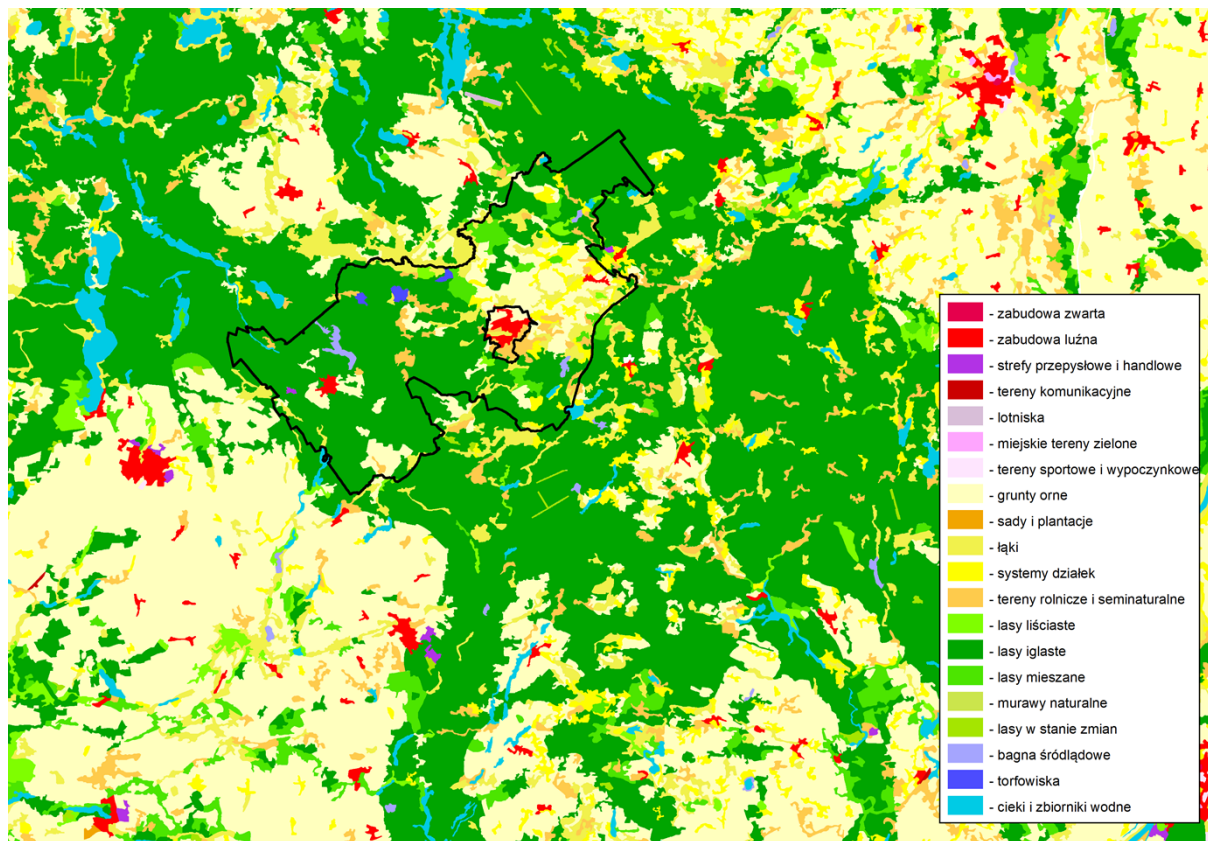 - zabudowa zwarta
- zabudowa luźna
- strefy przepysłowe i handlowe
- tereny komunikacyjne
- lotniska
- miejskie tereny zielone
- tereny sportowe i wypoczynkowe
- grunty orne
- sady i plantacje
- łąki
- systemy działek
- tereny rolnicze i seminaturalne
- lasy liściaste
- lasy iglaste
- lasy mieszane
- murawy naturalne
- lasy w stanie zmian
- bagna śródlądowe
- torfowiska
- cieki i zbiorniki wodne